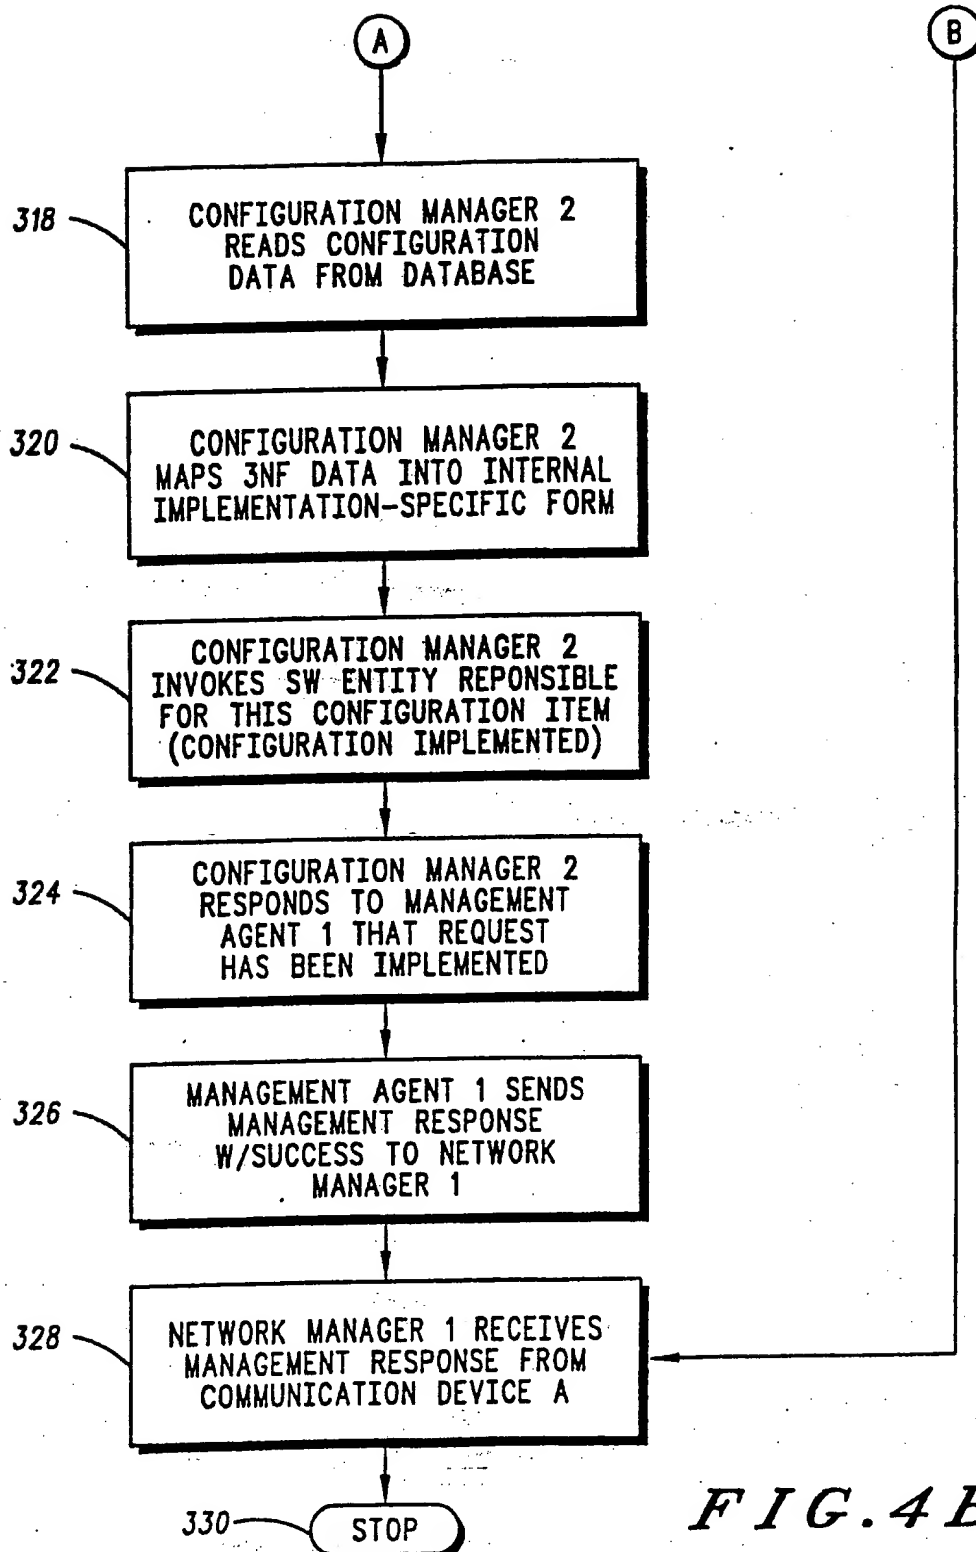 A
B
318
CONFIGURATION MANAGER 2
READS CONFIGURATION
DATA FROM DATABASE
320
CONFIGURATION MANAGER 2
MAPS 3NF DATA INTO INTERNAL
IMPLEMENTATION-SPECIFIC FORM
322
CONFIGURATION MANAGER 2
INVOKES SW ENTITY REPONSIBLE
FOR THIS CONFIGURATION ITEM
(CONFIGURATION IMPLEMENTED)
324
CONFIGURATION MANAGER 2
RESPONDS TO MANAGEMENT
AGENT 1 THAT REQUEST
HAS BEEN IMPLEMENTED
326
MANAGEMENT AGENT 1 SENDS
MANAGEMENT RESPONSE
W/SUCCESS TO NETWORK
MANAGER 1
328
NETWORK MANAGER 1 RECEIVES
MANAGEMENT RESPONSE FROM
COMMUNICATION DEVICE A
330
STOP
FIG.4B